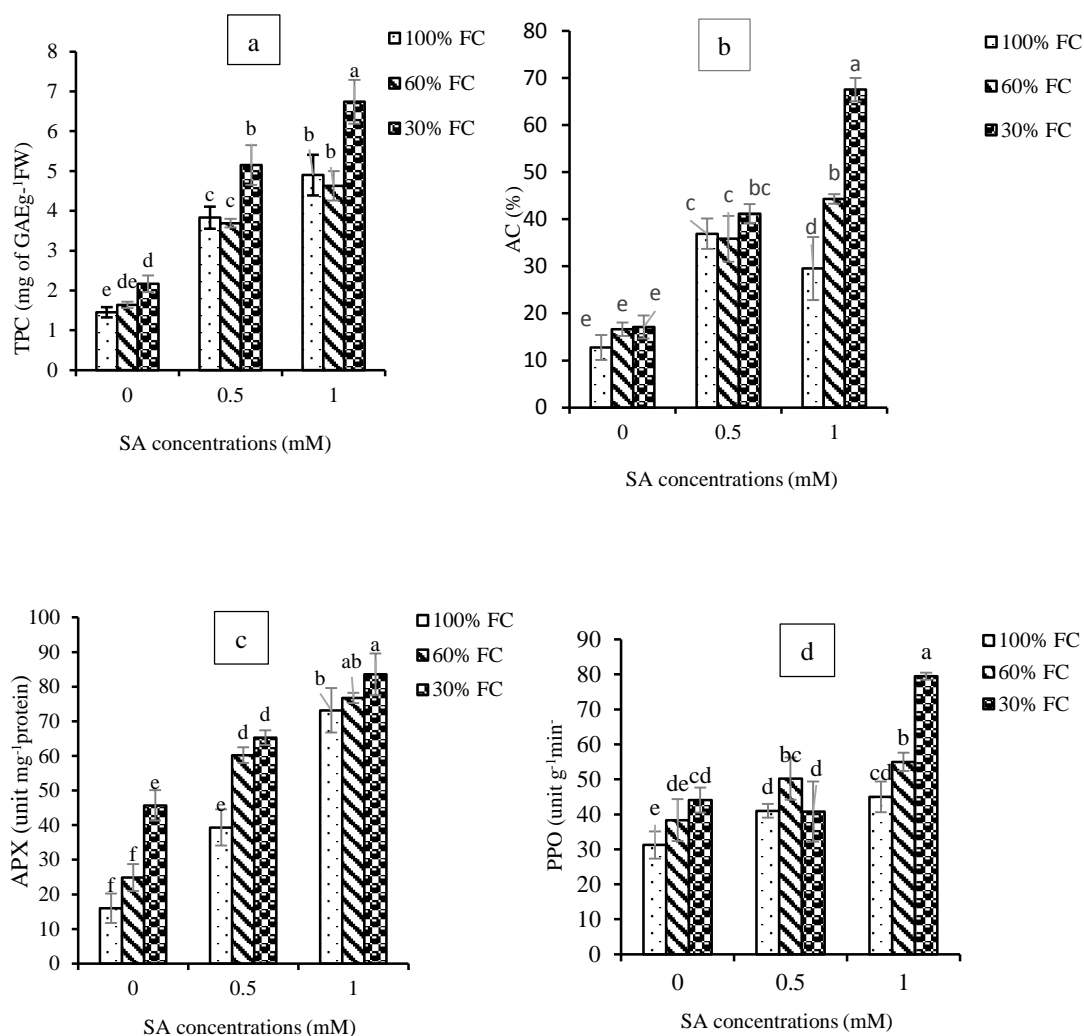 a
8
7
6
5
4
3
2
1
0
TPC (mg of GAEg-¹FW)
e de d
c c b
b b a
0 0.5 1
SA concentrations (mM)
100% FC
60% FC
30% FC
b
80
70
60
50
40
30
20
10
0
AC (%)
e e e
c c bc
d b a
0 0.5 1
SA concentrations (mM)
100% FC
60% FC
30% FC
c
100
90
80
70
60
50
40
30
20
10
0
APX (unit mg⁻¹protein)
f f e
e d d
b ab a
0 0.5 1
SA concentrations (mM)
100% FC
60% FC
30% FC
d
90
80
70
60
50
40
30
20
10
0
PPO (unit g⁻¹min⁻
e de cd
d bc d
cd b a
0 0.5 1
SA concentrations (mM)
100% FC
60% FC
30% FC